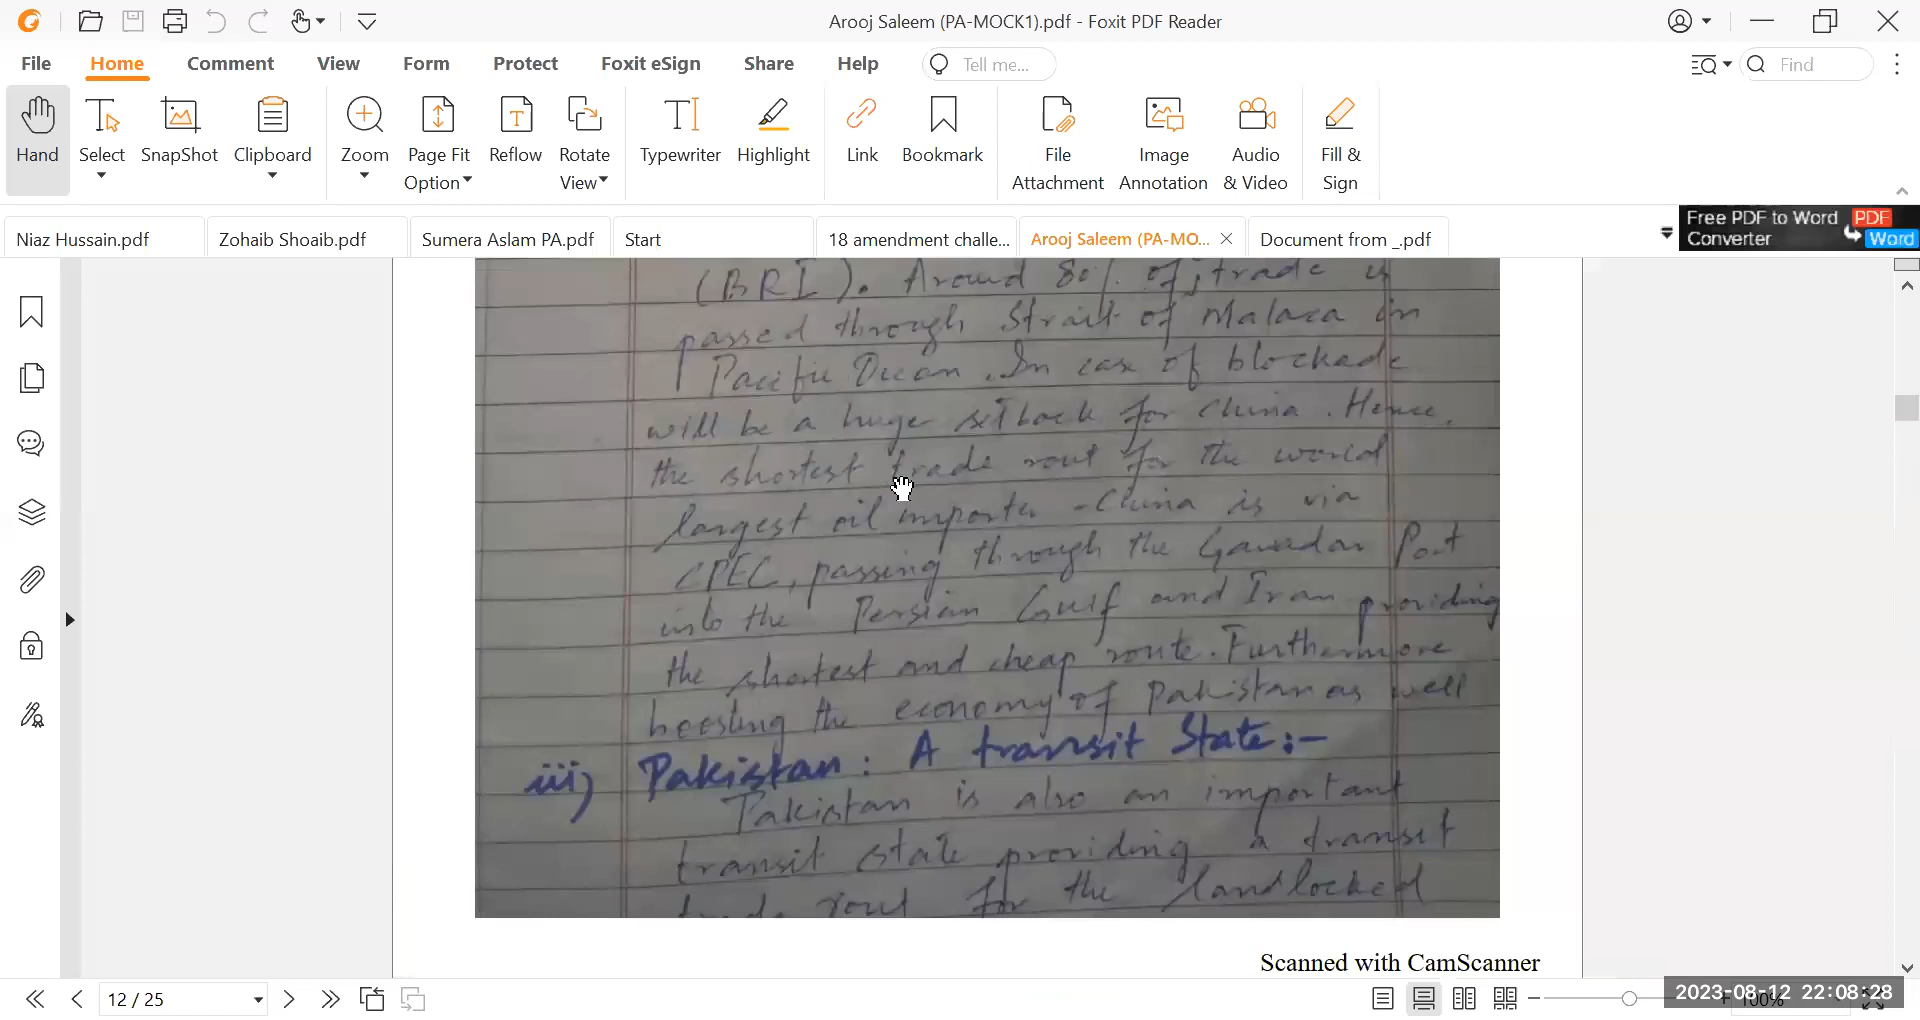 Arooj Saleem (PA-MOCK1).pdf - Foxit PDF Reader
File Home Comment View Form Protect Foxit eSign Share Help Tell me... Find
Hand Select SnapShot Clipboard Zoom Page Fit Option Reflow Rotate View Typewriter Highlight Link Bookmark File Attachment Image Annotation Audio & Video Fill & Sign
Niaz Hussain.pdf Zohaib Shoaib.pdf Sumera Aslam PA.pdf Start 18 amendment challe... Arooj Saleem (PA-MO... Document from _.pdf
Free PDF to Word Converter PDF Word
(BRI). Around 80% of trade is
passed through Strait of Malaca in
Pacific Ocean. In case of blockade
will be a huge setback for China. Hence,
the shortest trade rout for the world
largest oil importer - China is via
CPEC, passing through the Gawadar Port
into the Persian Gulf and Iran providing
the shortest and cheap route. Furthermore
boosting the economy of Pakistan as well
iii) Pakistan: A transit State:-
Pakistan is also an important
transit state providing a transit
rout for the landlocked
Scanned with CamScanner
12 / 25
2023-08-12 22:08:28
100%